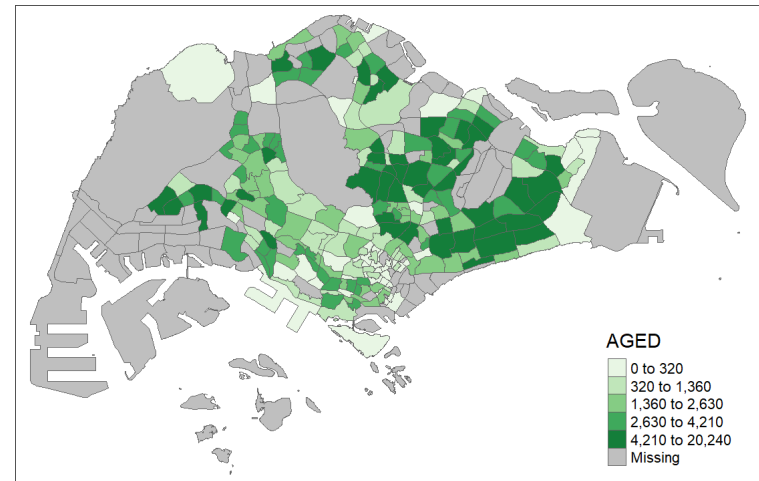 AGED
0 to 320
320 to 1,360
1,360 to 2,630
2,630 to 4,210
4,210 to 20,240
Missing